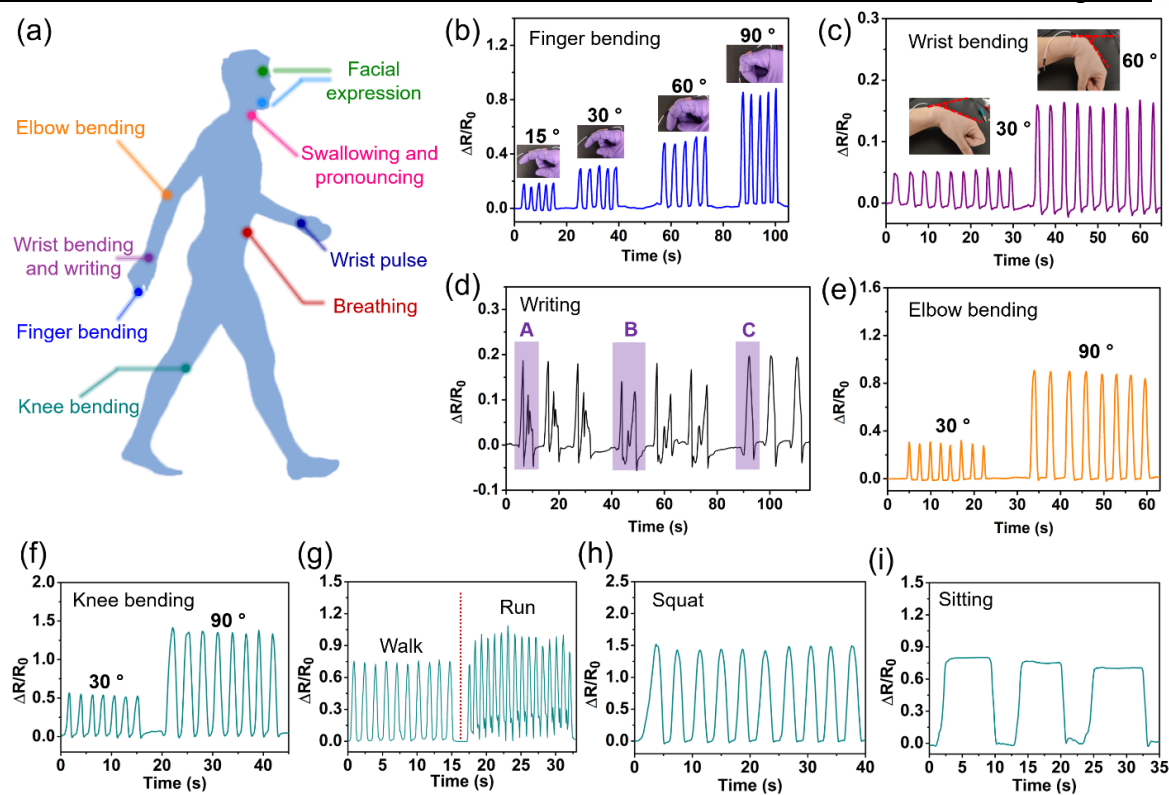 (a)
Facial
expression
Elbow bending
Swallowing and
pronouncing
Wrist bending
and writing
Wrist pulse
Breathing
Finger bending
Knee bending
(b)
Finger bending
15 °
30 °
60 °
90 °
ΔR/R0
1.2
0.8
0.4
0.0
0 20 40 60 80 100
Time (s)
(c)
Wrist bending
30 °
60 °
ΔR/R0
0.3
0.2
0.1
0.0
0 10 20 30 40 50 60
Time (s)
(d)
Writing
A B C
ΔR/R0
0.3
0.2
0.1
0.0
-0.1
0 20 40 60 80 100
Time (s)
(e)
Elbow bending
30 °
90 °
ΔR/R0
1.6
1.2
0.8
0.4
0.0
0 10 20 30 40 50 60
Time (s)
(f)
Knee bending
30 °
90 °
ΔR/R0
2.0
1.5
1.0
0.5
0.0
0 10 20 30 40
Time (s)
(g)
Walk
Run
ΔR/R0
1.5
1.2
0.9
0.6
0.3
0.0
0 5 10 15 20 25 30
Time (s)
(h)
Squat
ΔR/R0
2.5
2.0
1.5
1.0
0.5
0.0
0 10 20 30 40
Time (s)
(i)
Sitting
ΔR/R0
1.5
1.2
0.9
0.6
0.3
0.0
0 5 10 15 20 25 30 35
Time (s)